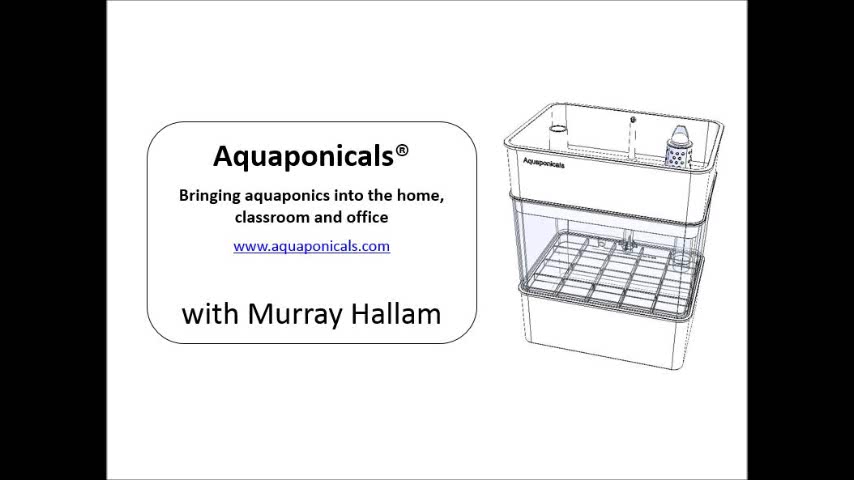 Aquaponicals®
Bringing aquaponics into the home,
classroom and office
www.aquaponicals.com
with Murray Hallam
Aquaponicals